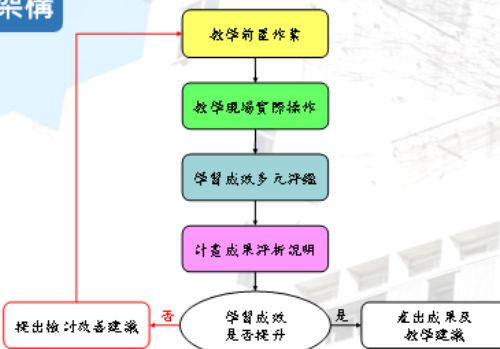 架構
教學前置作業
教學現場實際操作
學習成效多元評鑑
計畫成果評析說明
提出檢討改善建議
否
學習成效
是否提升
是
產出成果及
教學建議